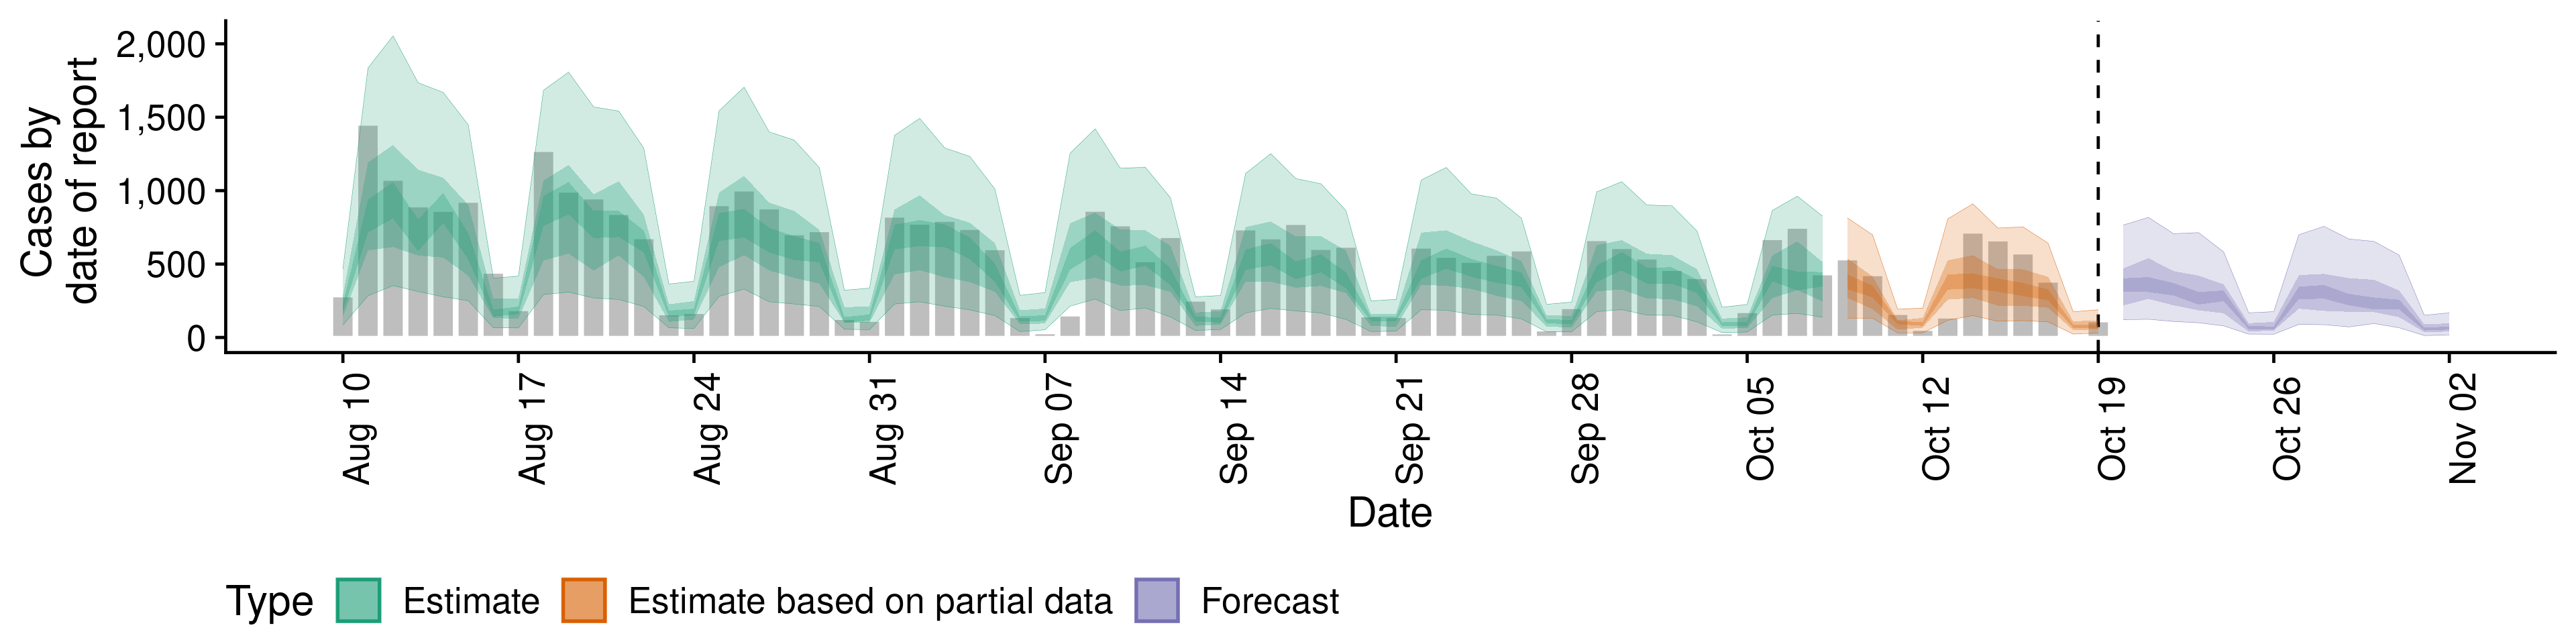 Cases by
date of report
2,000
1,500
1,000
500
0
Aug 10
Aug 17
Aug 24
Aug 31
Sep 07
Sep 14
Sep 21
Sep 28
Oct 05
Oct 12
Oct 19
Oct 26
Nov 02
Date
Type
Estimate
Estimate based on partial data
Forecast